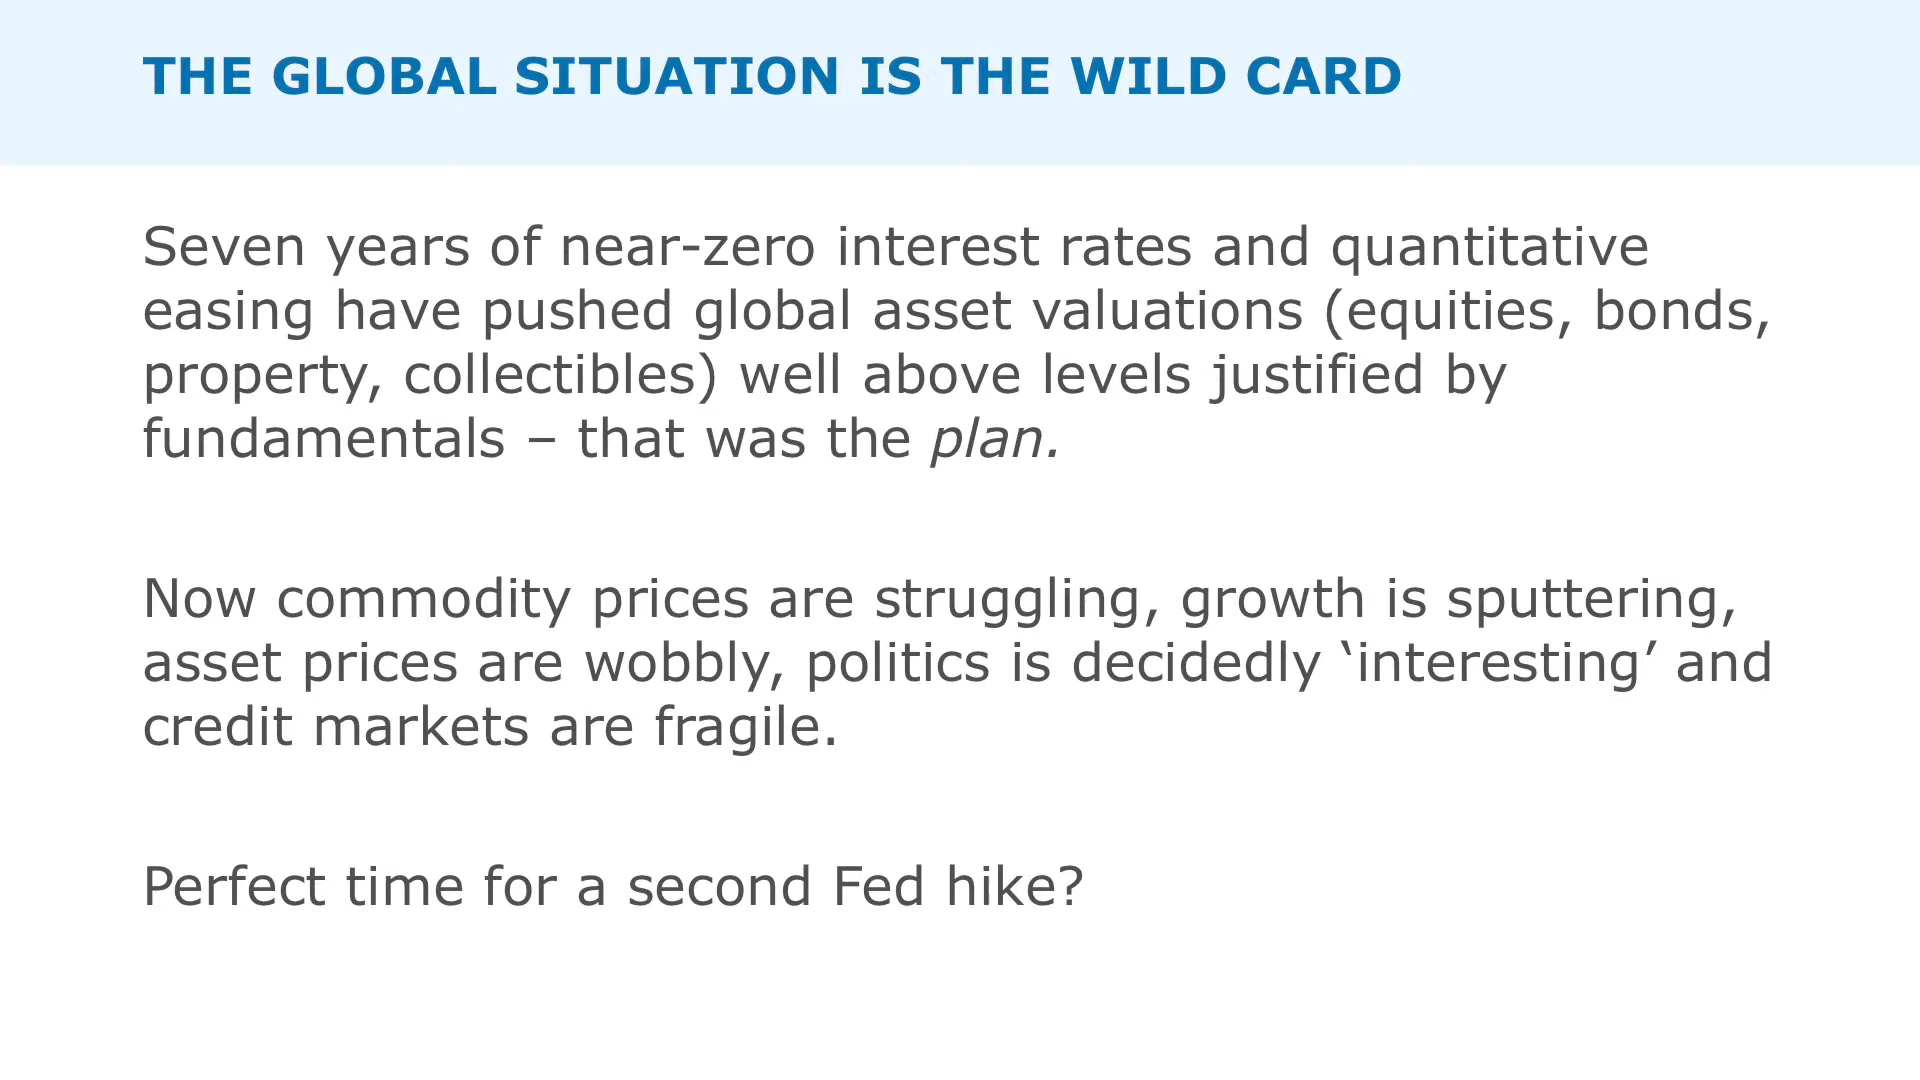 THE GLOBAL SITUATION IS THE WILD CARD
Seven years of near-zero interest rates and quantitative
easing have pushed global asset valuations (equities, bonds,
property, collectibles) well above levels justified by
fundamentals – that was the plan.
Now commodity prices are struggling, growth is sputtering,
asset prices are wobbly, politics is decidedly ‘interesting’ and
credit markets are fragile.
Perfect time for a second Fed hike?